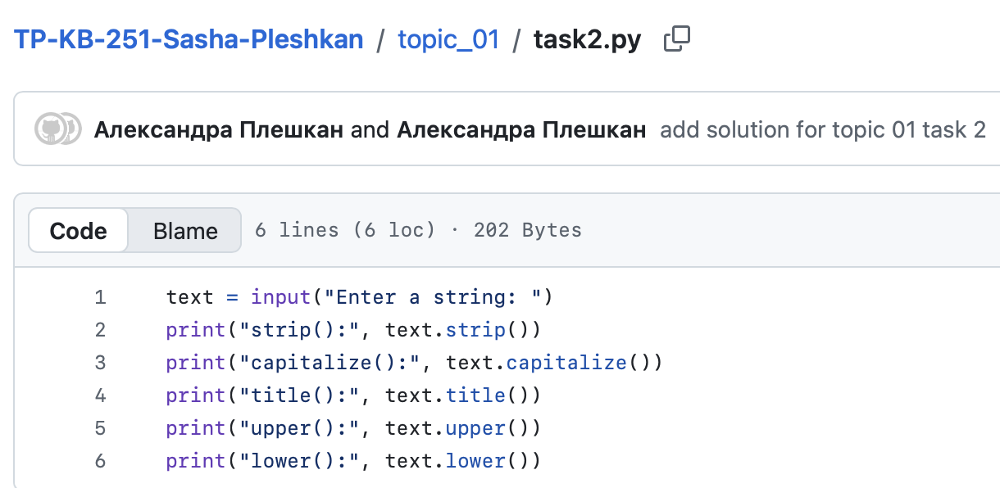 TP-KB-251-Sasha-Pleshkan / topic_01 / task2.py
Александра Плешкан and Александра Плешкан add solution for topic 01 task 2
Code Blame 6 lines (6 loc) · 202 Bytes
1 text = input("Enter a string: ")
2 print("strip():", text.strip())
3 print("capitalize():", text.capitalize())
4 print("title():", text.title())
5 print("upper():", text.upper())
6 print("lower():", text.lower())